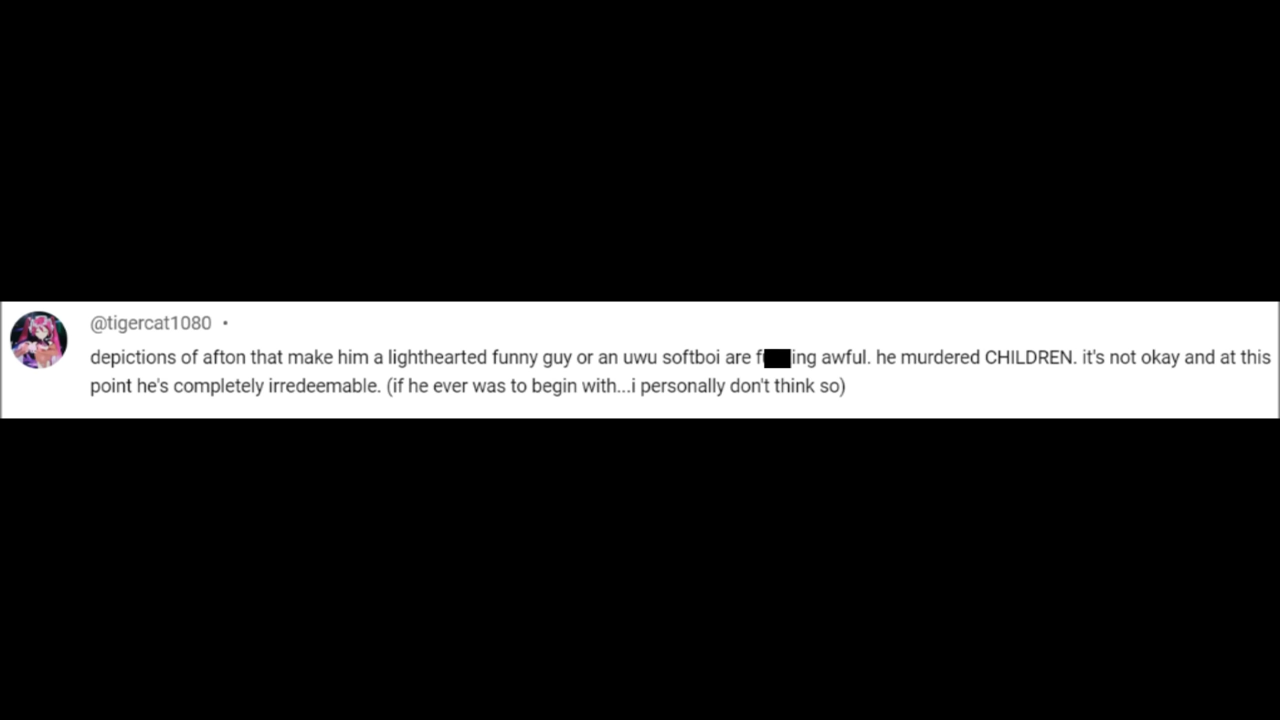 @tigercat1080 •
depictions of afton that make him a lighthearted funny guy or an uwu softboi are f ing awful. he murdered CHILDREN. it's not okay and at this
point he's completely irredeemable. (if he ever was to begin with...i personally don't think so)